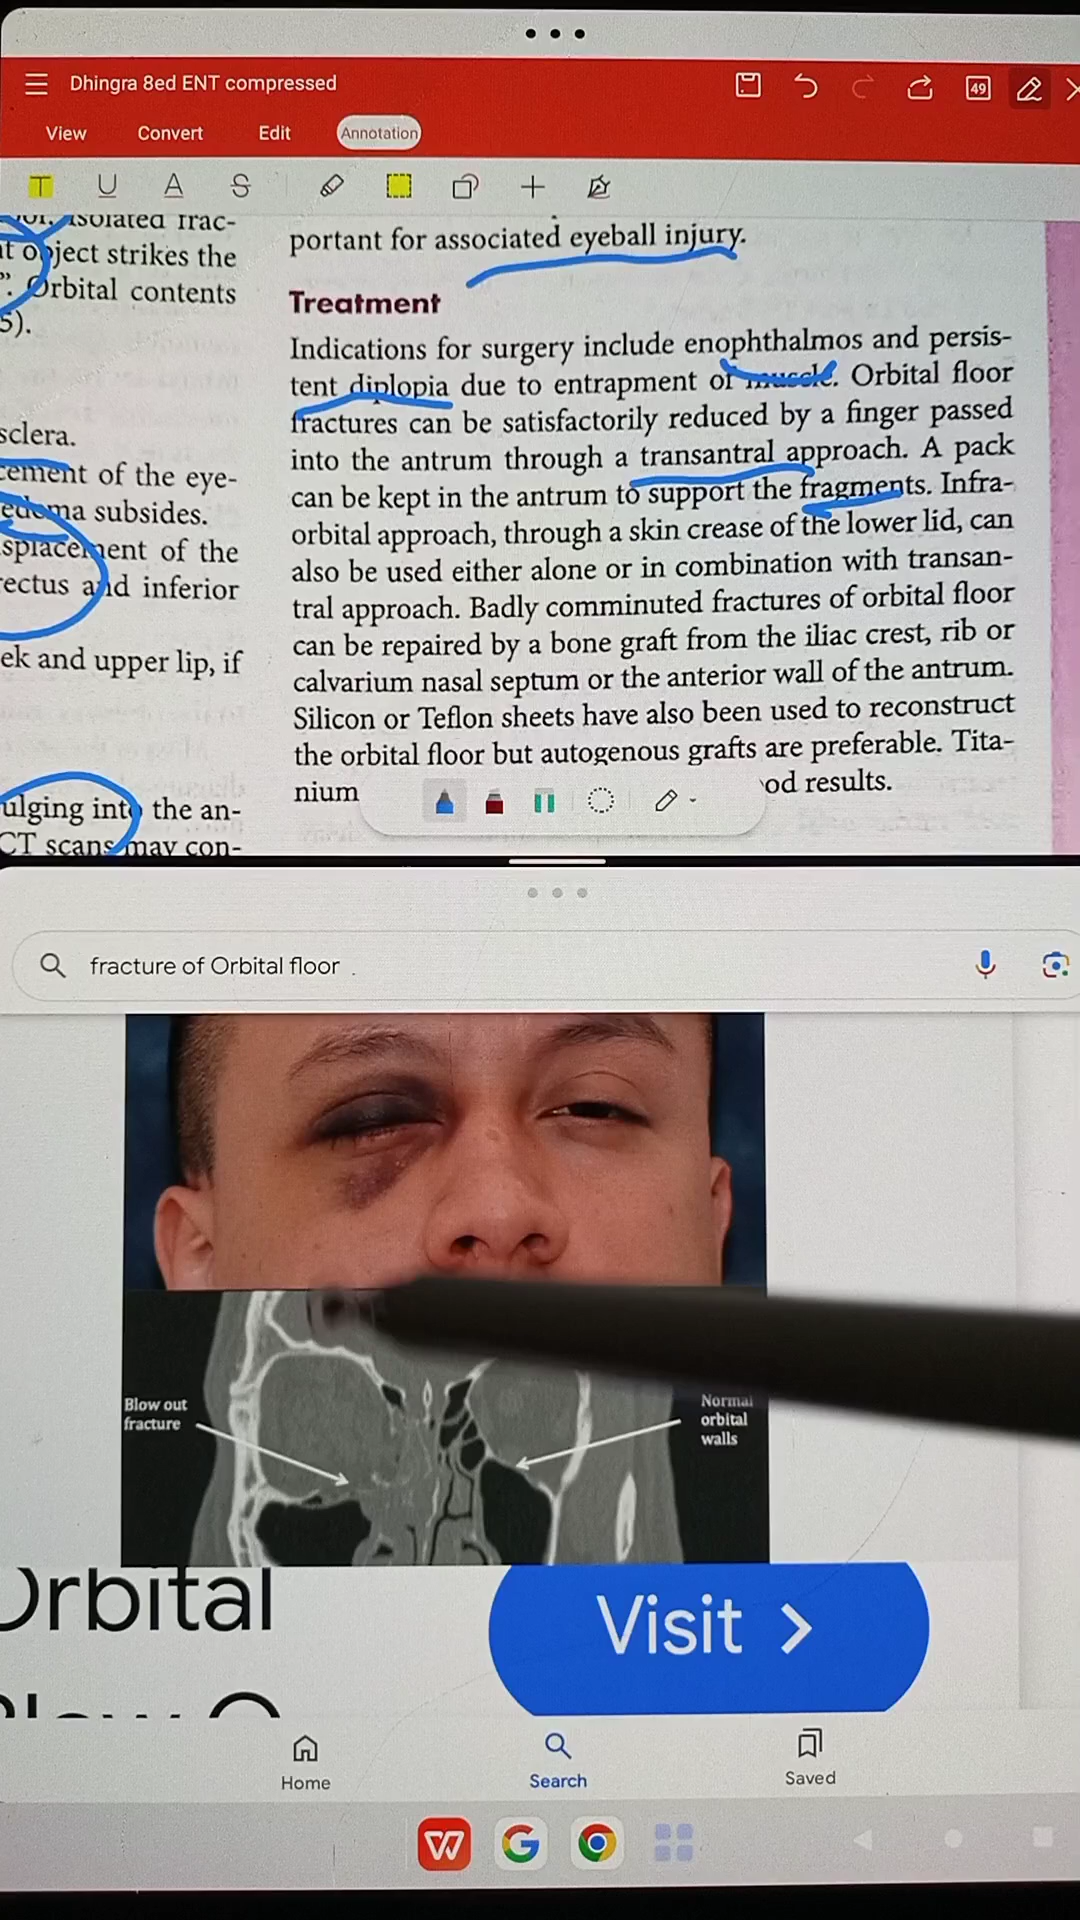 Dhingra 8ed ENT compressed
49
View Convert Edit Annotation
T U A S
Isolated frac-
object strikes the
". Orbital contents
5).
sclera.
cement of the eye-
edema subsides.
splacement of the
rectus and inferior
ek and upper lip, if
ulging into the an-
CT scans may con-
portant for associated eyeball injury.
Treatment
Indications for surgery include enophthalmos and persis-
tent diplopia due to entrapment of muscle. Orbital floor
fractures can be satisfactorily reduced by a finger passed
into the antrum through a transantral approach. A pack
can be kept in the antrum to support the fragments. Infra-
orbital approach, through a skin crease of the lower lid, can
also be used either alone or in combination with transan-
tral approach. Badly comminuted fractures of orbital floor
can be repaired by a bone graft from the iliac crest, rib or
calvarium nasal septum or the anterior wall of the antrum.
Silicon or Teflon sheets have also been used to reconstruct
the orbital floor but autogenous grafts are preferable. Tita-
nium od results.
fracture of Orbital floor
Blow out
fracture
Normal
orbital
walls
Orbital
Visit >
Home
Search
Saved